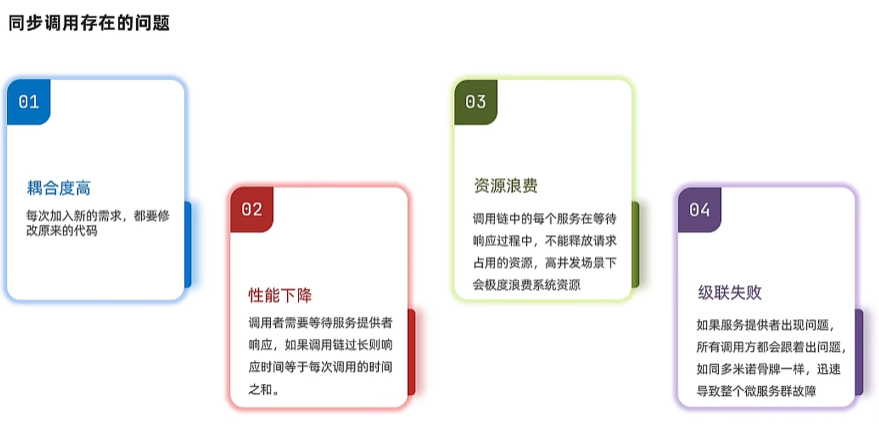 同步调用存在的问题
01
耦合度高
每次加入新的需求，都要修
改原来的代码
02
性能下降
调用者需要等待服务提供者
响应，如果调用链过长则响
应时间等于每次调用的时间
之和。
03
资源浪费
调用链中的每个服务在等待
响应过程中，不能释放请求
占用的资源，高并发场景下
会极度浪费系统资源
04
级联失败
如果服务提供者出现问题，
所有调用方都会跟着出问题，
如同多米诺骨牌一样，迅速
导致整个微服务群故障